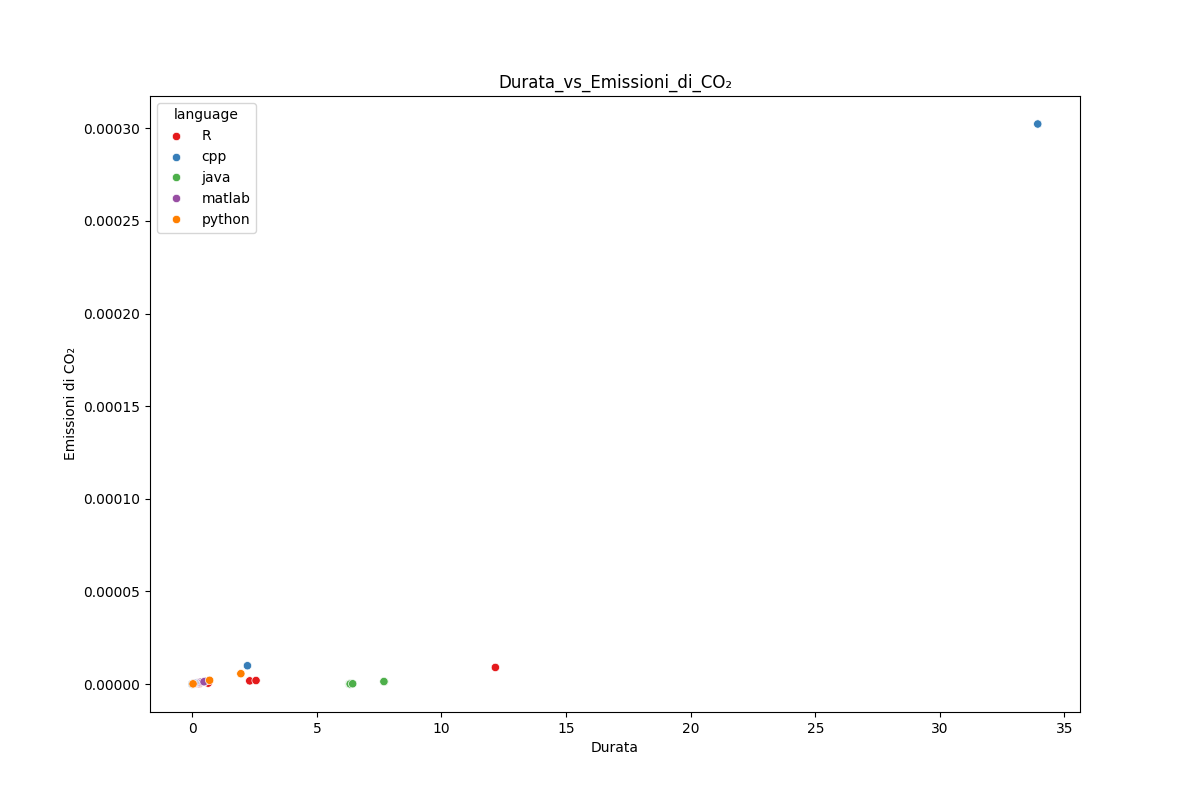 Durata_vs_Emissioni_di_CO₂
language
R
cpp
java
matlab
python
Emissioni di CO₂
0.00030
0.00025
0.00020
0.00015
0.00010
0.00005
0.00000
0 5 10 15 20 25 30 35
Durata